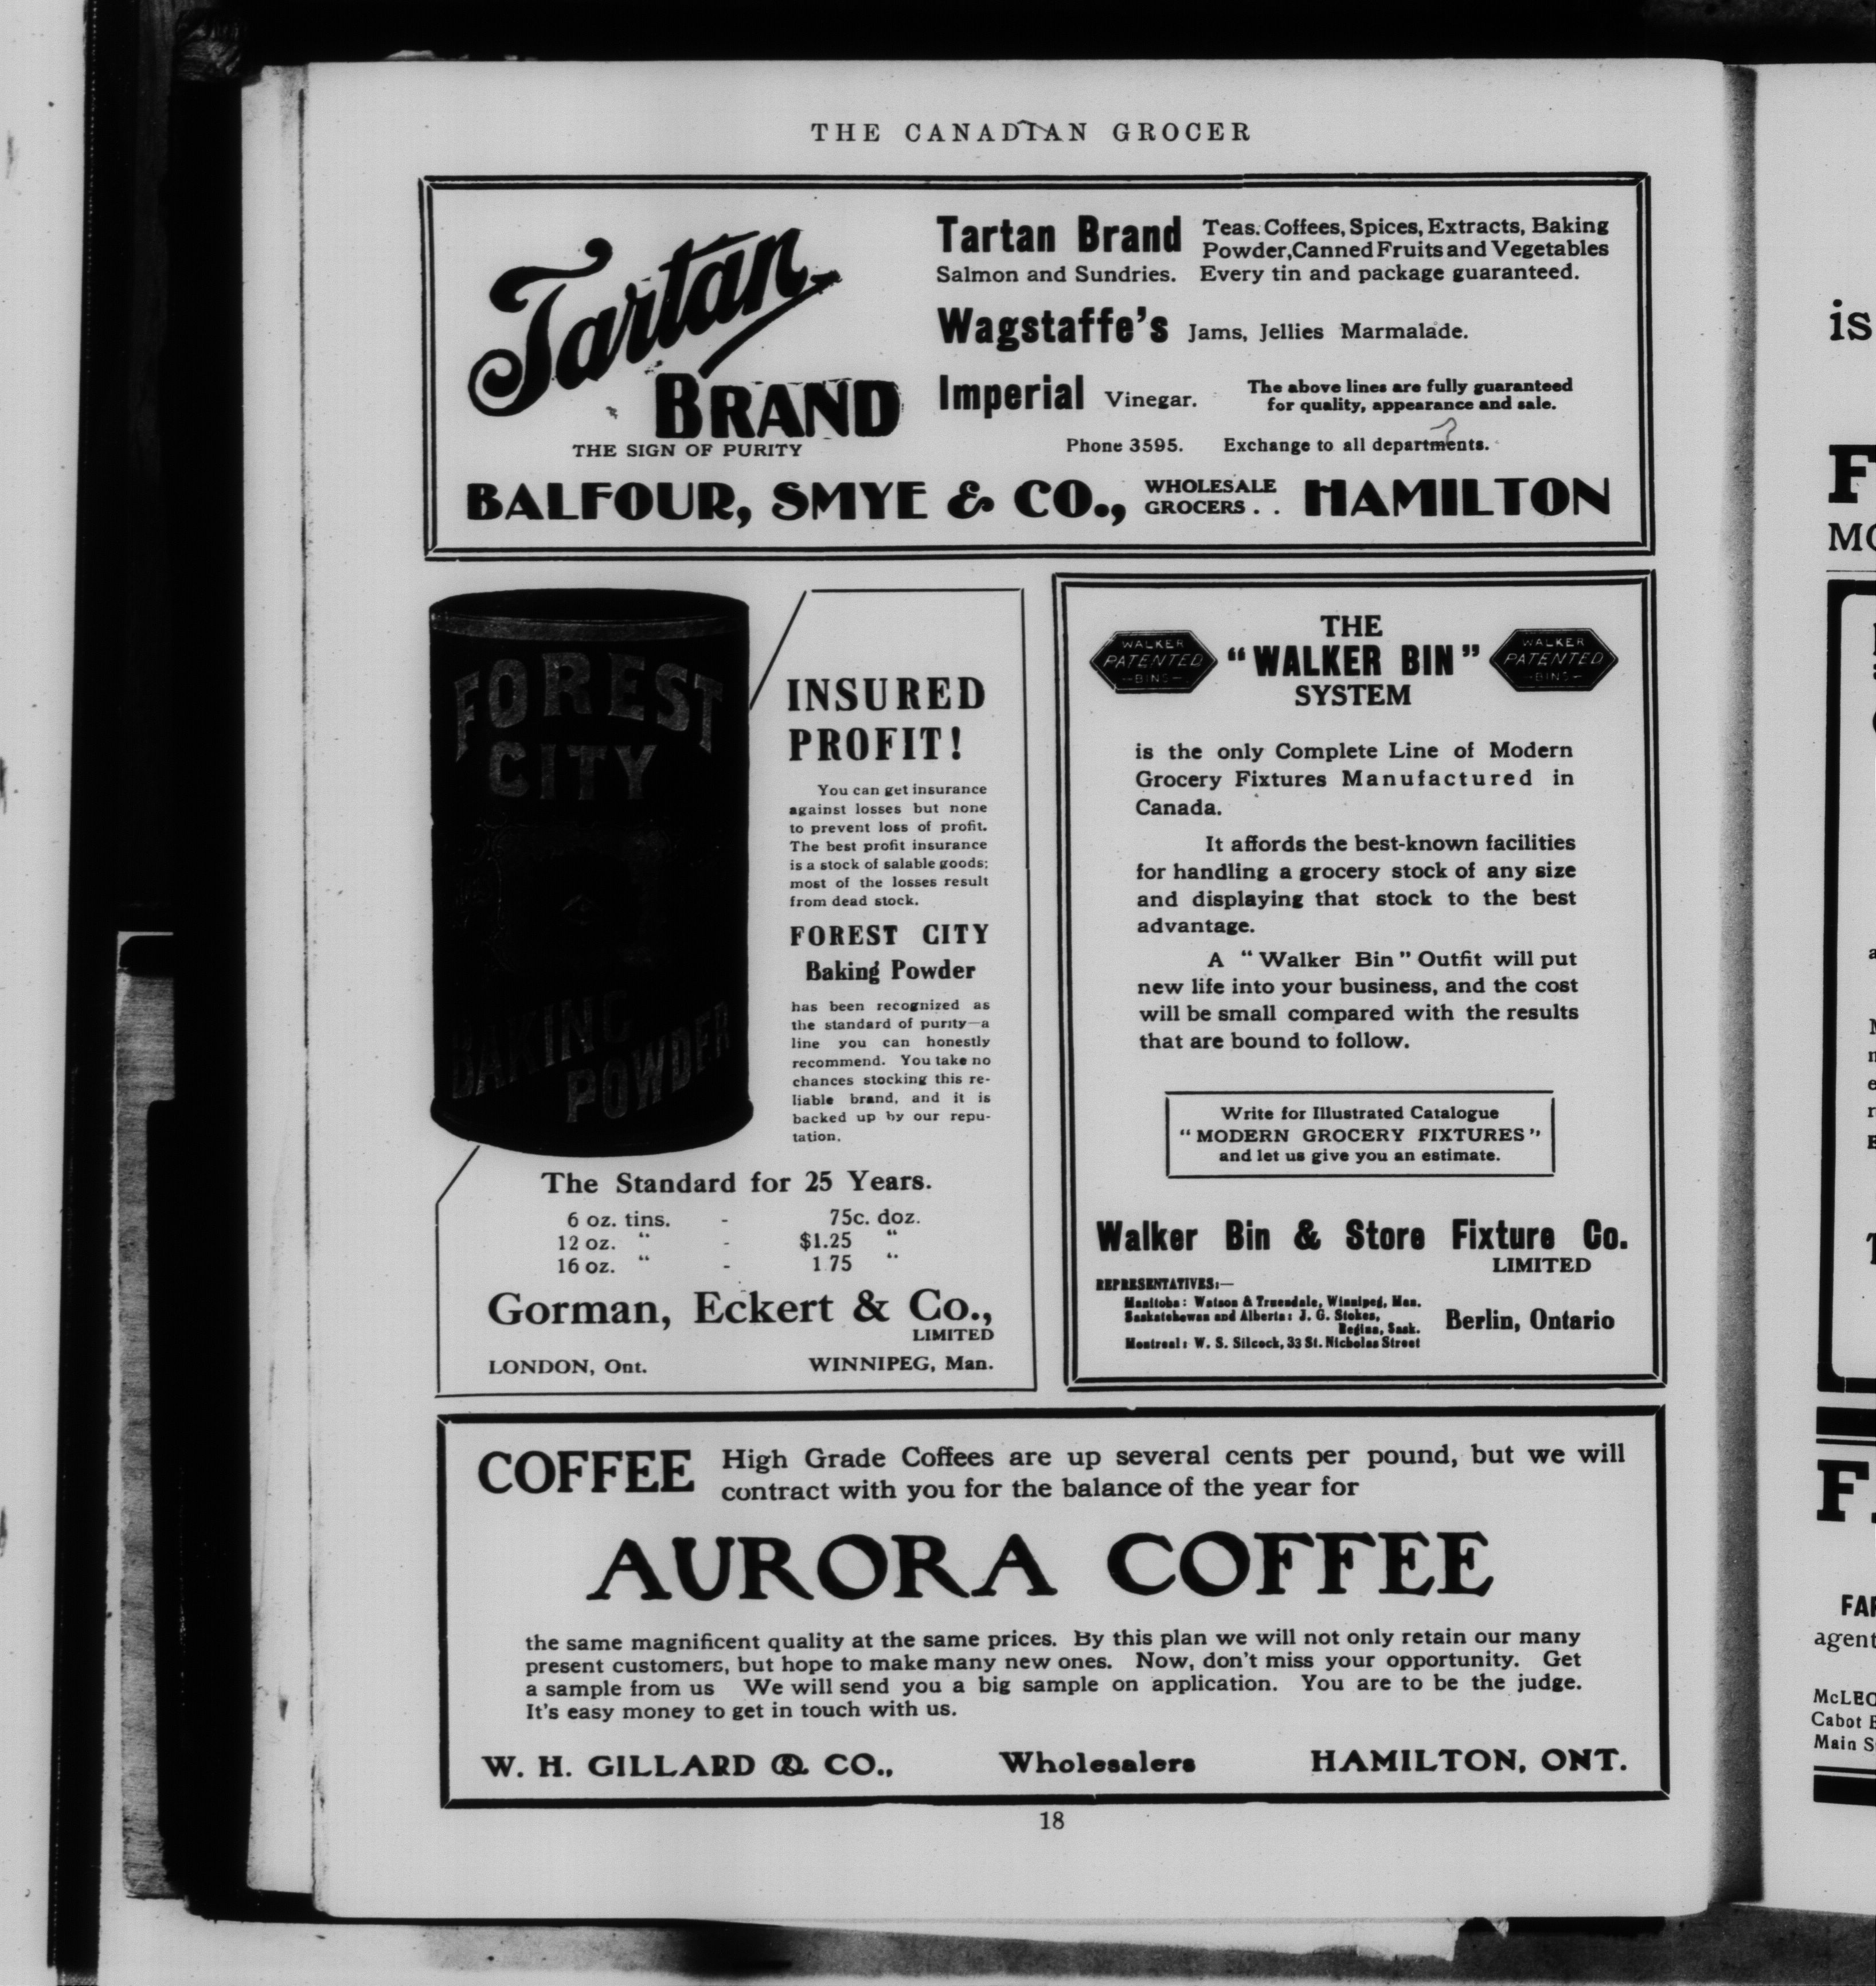 THE CANADIAN GROCER
Tartan
BRAND
THE SIGN OF PURITY
Tartan Brand Teas. Coffees, Spices, Extracts, Baking
Powder, Canned Fruits and Vegetables
Salmon and Sundries. Every tin and package guaranteed.
Wagstaffe's Jams, Jellies Marmalade.
Imperial Vinegar. The above lines are fully guaranteed
for quality, appearance and sale.
Phone 3595. Exchange to all departments.
BALFOUR, SMYE & CO., WHOLESALE
GROCERS . . HAMILTON
FOREST
CITY
BAKING
POWDER
INSURED
PROFIT!
You can get insurance
against losses but none
to prevent loss of profit.
The best profit insurance
is a stock of salable goods;
most of the losses result
from dead stock.
FOREST CITY
Baking Powder
has been recognized as
the standard of purity—a
line you can honestly
recommend. You take no
chances stocking this re-
liable brand, and it is
backed up by our repu-
tation.
The Standard for 25 Years.
6 oz. tins. - 75c. doz.
12 oz. " - $1.25 "
16 oz. " - 1 75 "
Gorman, Eckert & Co.,
LIMITED
LONDON, Ont. WINNIPEG, Man.
WALKER
PATENTED
BINS
THE
"WALKER BIN"
SYSTEM
WALKER
PATENTED
BINS
is the only Complete Line of Modern
Grocery Fixtures Manufactured in
Canada.
It affords the best-known facilities
for handling a grocery stock of any size
and displaying that stock to the best
advantage.
A "Walker Bin" Outfit will put
new life into your business, and the cost
will be small compared with the results
that are bound to follow.
Write for Illustrated Catalogue
"MODERN GROCERY FIXTURES"
and let us give you an estimate.
Walker Bin & Store Fixture Co.
LIMITED
REPRESENTATIVES:—
Manitoba: Watson & Truesdale, Winnipeg, Man.
Saskatchewan and Alberta: J. G. Stokes,
Regina, Sask.
Montreal: W. S. Silcock, 33 St. Nicholas Street
Berlin, Ontario
COFFEE High Grade Coffees are up several cents per pound, but we will
contract with you for the balance of the year for
AURORA COFFEE
the same magnificent quality at the same prices. By this plan we will not only retain our many
present customers, but hope to make many new ones. Now, don't miss your opportunity. Get
a sample from us We will send you a big sample on application. You are to be the judge.
It's easy money to get in touch with us.
W. H. GILLARD & CO., Wholesalers HAMILTON, ONT.
18
is
McLEO
Cabot
Main S
agent